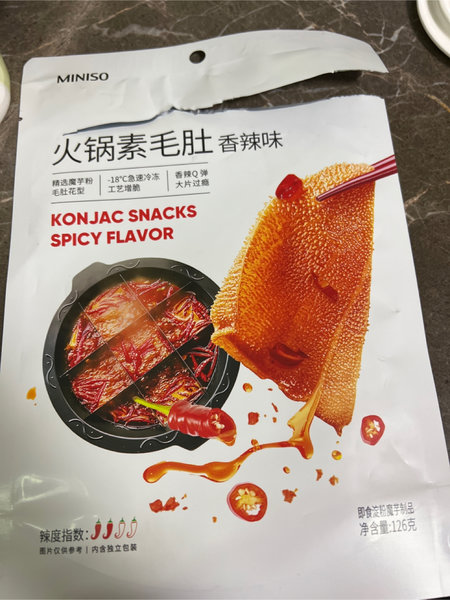 MINISO
火锅素毛肚 香辣味
精选魔芋粉 -18℃急速冷冻 香辣Q弹
毛肚花型 工艺增脆 大片过瘾
KONJAC SNACKS
SPICY FLAVOR
辣度指数:
图片仅供参考 | 内含独立包装
即食淀粉魔芋制品
净含量:126克